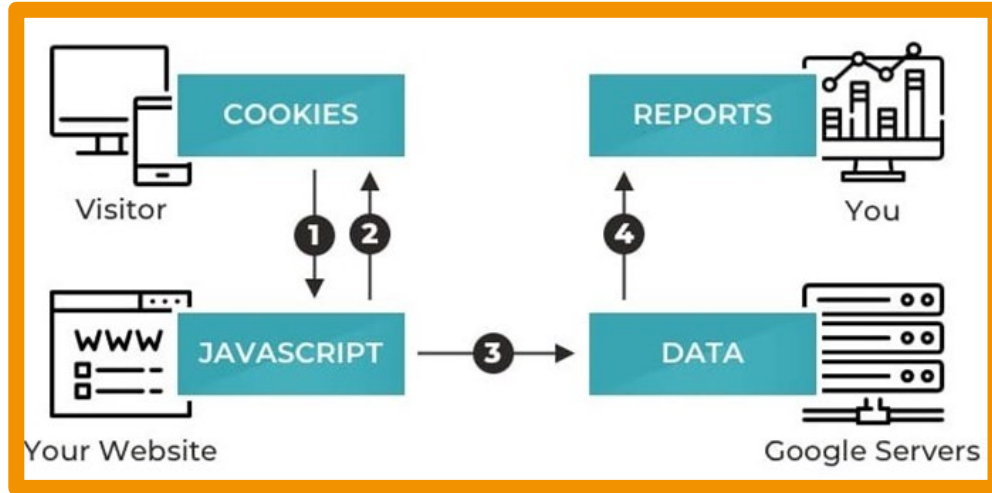 COOKIES
REPORTS
Visitor
You
1
2
4
WWW
JAVASCRIPT
3
DATA
Your Website
Google Servers